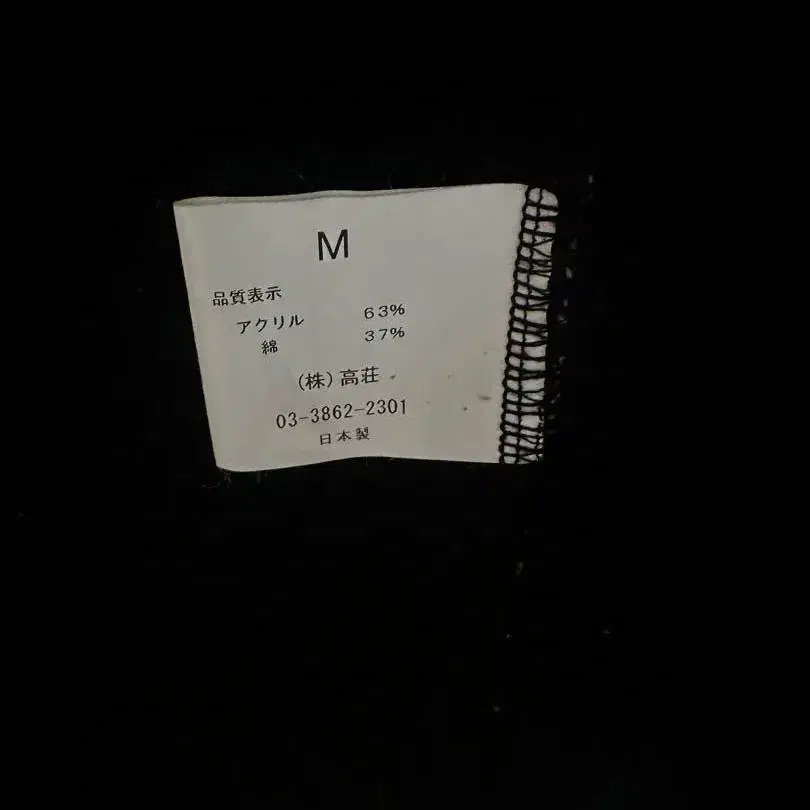 M
品質表示
アクリル 63%
綿 37%
(株)高荘
03-3862-2301
日本製